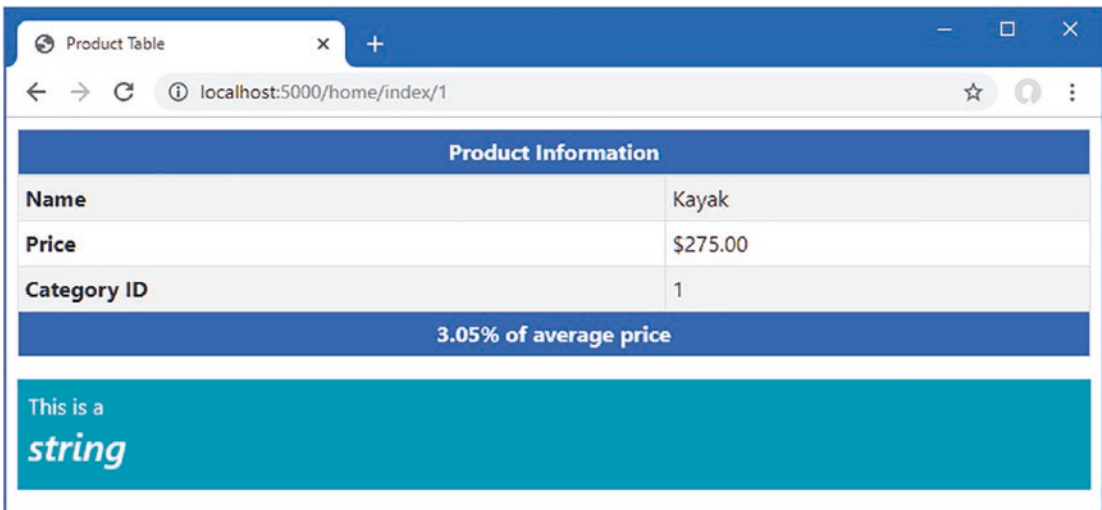 Product Table
localhost:5000/home/index/1
Product Information
Name Kayak
Price $275.00
Category ID 1
3.05% of average price
This is a
string